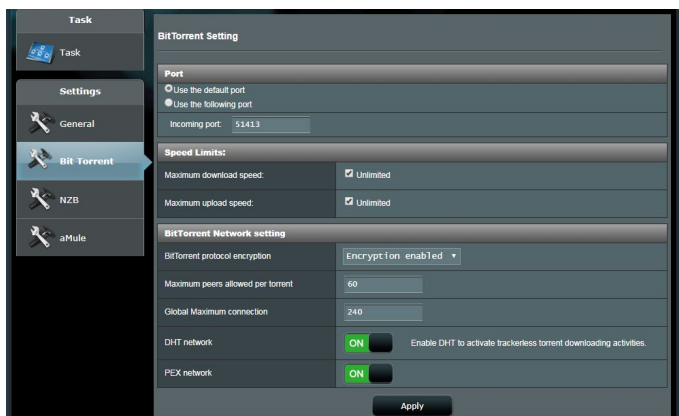 Task
Task
Settings
General
Bit Torrent
NZB
aMule
BitTorrent Setting
Port
Use the default port
Use the following port
Incoming port: 51413
Speed Limits:
Maximum download speed: Unlimited
Maximum upload speed: Unlimited
BitTorrent Network setting
BitTorrent protocol encryption Encryption enabled
Maximum peers allowed per torrent 60
Global Maximum connection 240
DHT network ON Enable DHT to activate trackerless torrent downloading activities.
PEX network ON
Apply